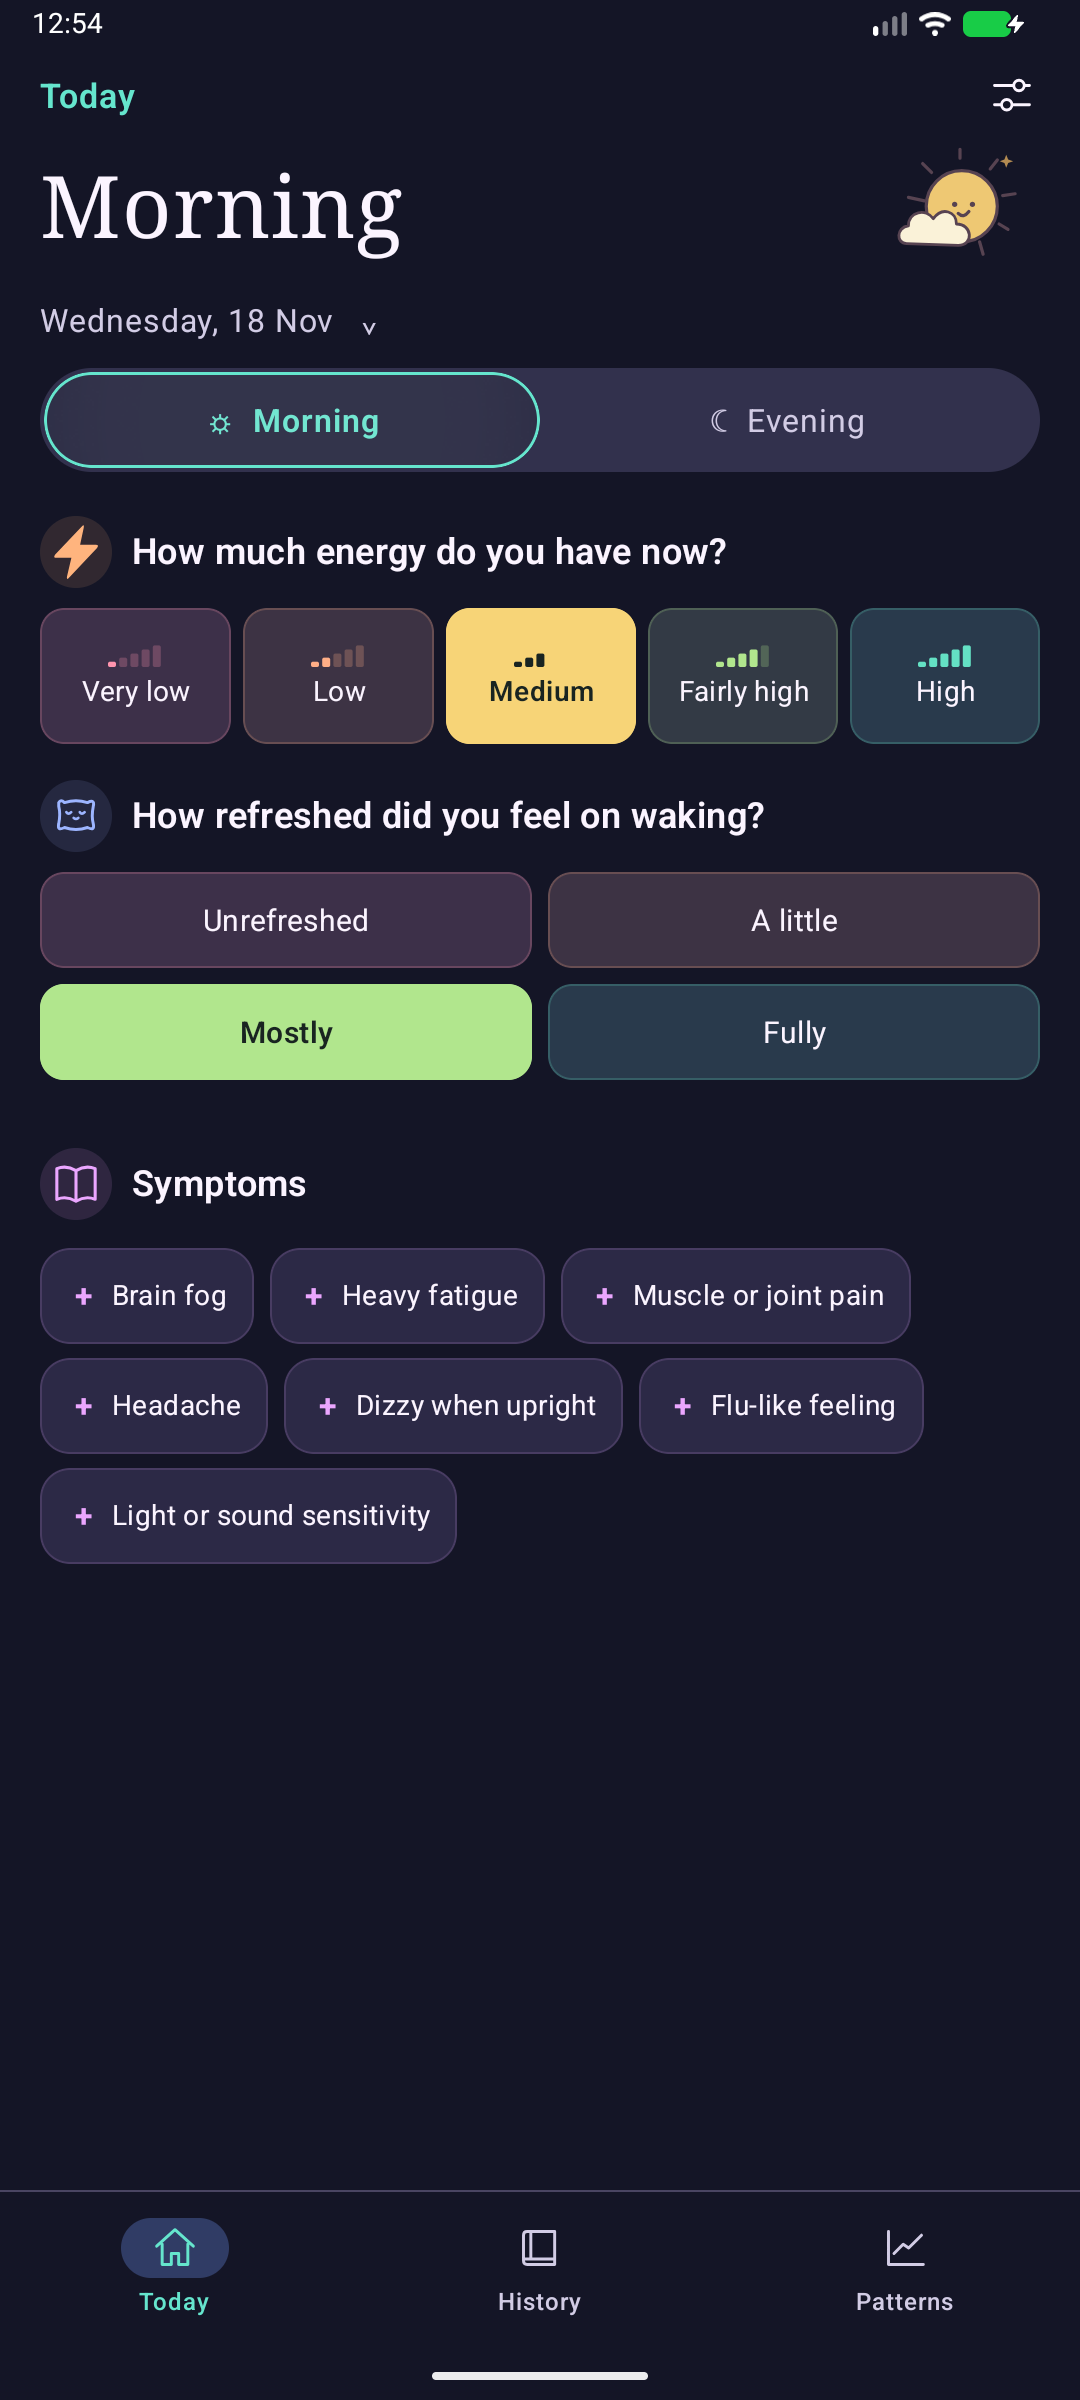 12:54
Today
Morning
Wednesday, 18 Nov
Morning
Evening
How much energy do you have now?
Very low
Low
Medium
Fairly high
High
How refreshed did you feel on waking?
Unrefreshed
A little
Mostly
Fully
Symptoms
+ Brain fog
+ Heavy fatigue
+ Muscle or joint pain
+ Headache
+ Dizzy when upright
+ Flu-like feeling
+ Light or sound sensitivity
Today
History
Patterns